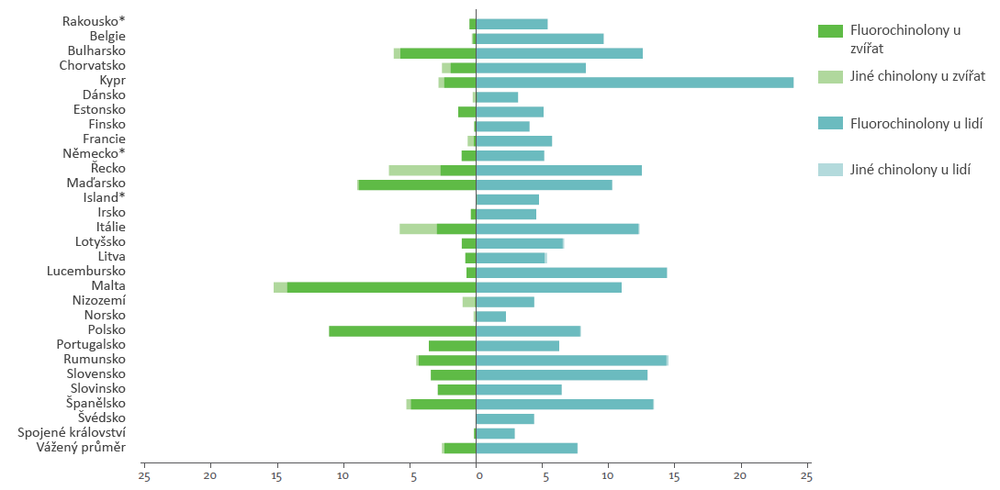 Rakousko*
Belgie
Bulharsko
Chorvatsko
Kypr
Dánsko
Estonsko
Finsko
Francie
Německo*
Řecko
Maďarsko
Island*
Irsko
Itálie
Lotyšsko
Litva
Lucembursko
Malta
Nizozemí
Norsko
Polsko
Portugalsko
Rumunsko
Slovensko
Slovinsko
Španělsko
Švédsko
Spojené království
Vážený průměr
25 20 15 10 5 0 5 10 15 20 25
Fluorochinolony u
zvířat
Jiné chinolony u zvířat
Fluorochinolony u lidí
Jiné chinolony u lidí